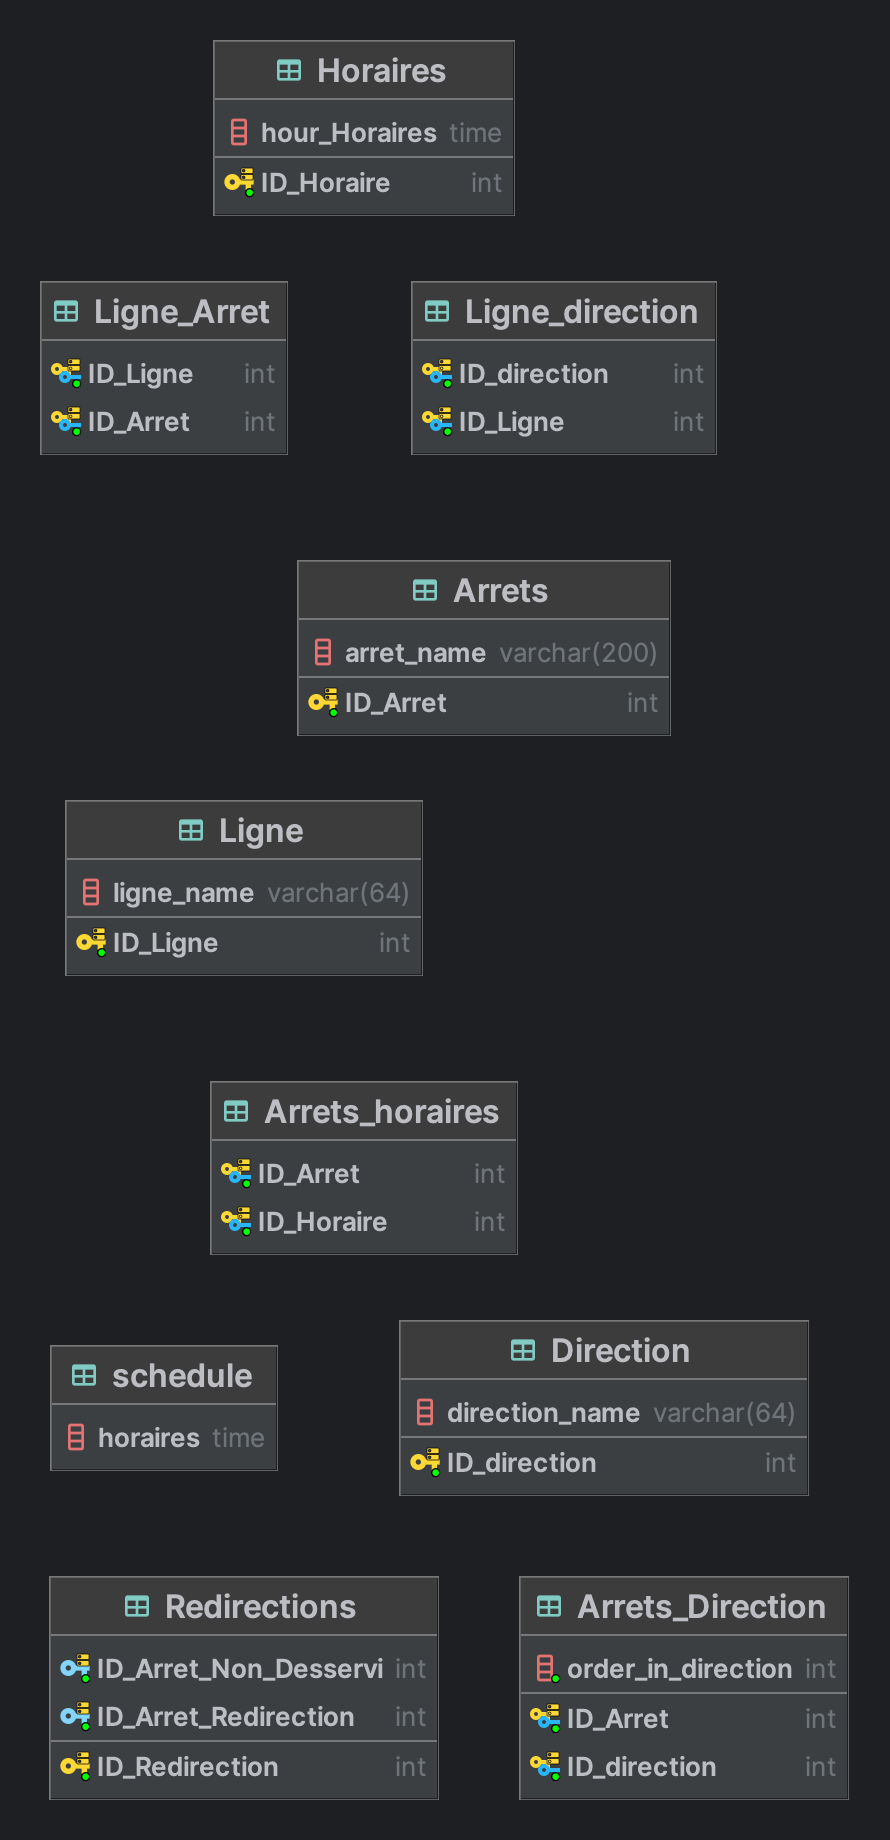 Horaires
hour_Horaires time
ID_Horaire int
Ligne_Arret
ID_Ligne int
ID_Arret int
Ligne_direction
ID_direction int
ID_Ligne int
Arrets
arret_name varchar(200)
ID_Arret int
Ligne
ligne_name varchar(64)
ID_Ligne int
Arrets_horaires
ID_Arret int
ID_Horaire int
schedule
horaires time
Direction
direction_name varchar(64)
ID_direction int
Redirections
ID_Arret_Non_Desservi int
ID_Arret_Redirection int
ID_Redirection int
Arrets_Direction
order_in_direction int
ID_Arret int
ID_direction int